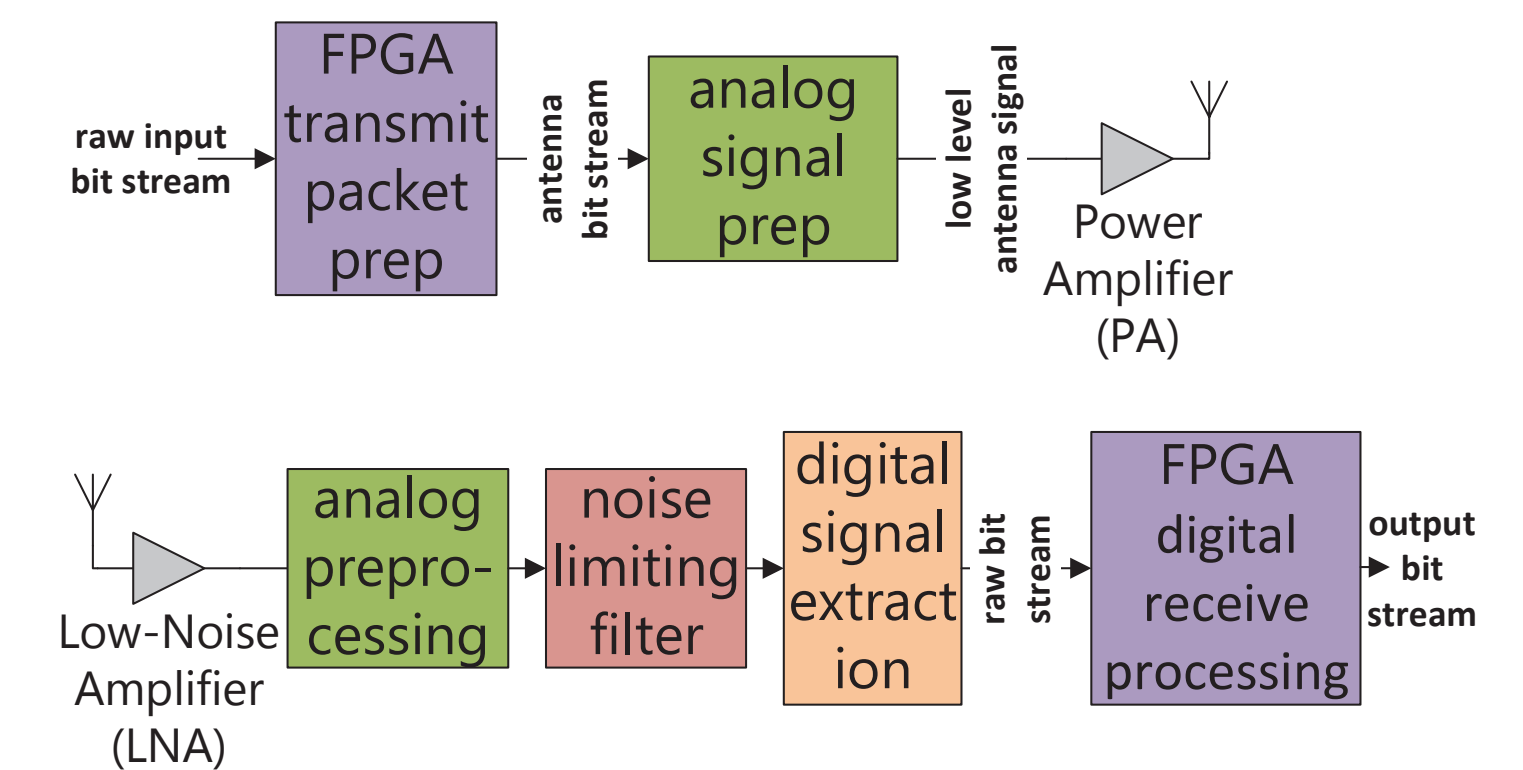 raw input
bit stream
FPGA
transmit
packet
prep
antenna
bit stream
analog
signal
prep
low level
antenna signal
Power
Amplifier
(PA)
Low-Noise
Amplifier
(LNA)
analog
prepro-
cessing
noise
limiting
filter
digital
signal
extract
ion
raw bit
stream
FPGA
digital
receive
processing
output
bit
stream